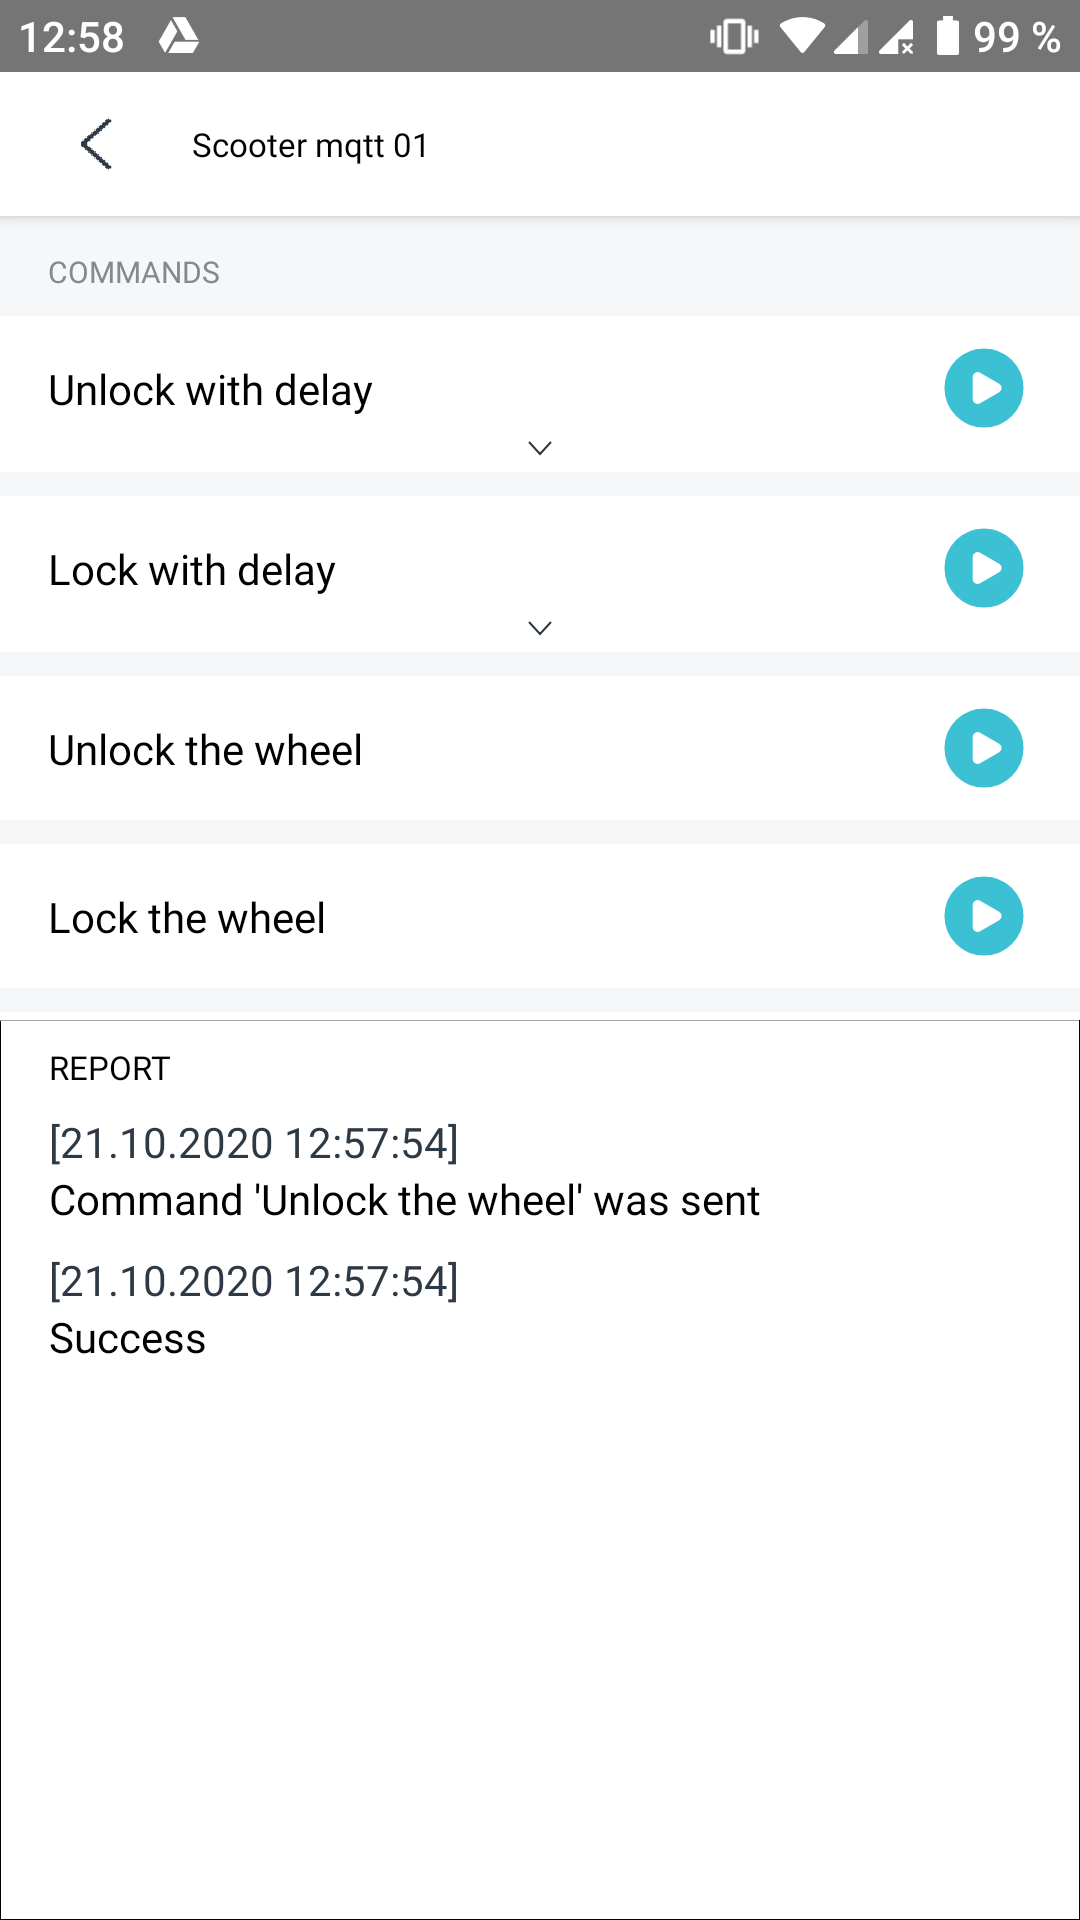 12:58 99 %
Scooter mqtt 01
COMMANDS
Unlock with delay
Lock with delay
Unlock the wheel
Lock the wheel
REPORT
[21.10.2020 12:57:54]
Command 'Unlock the wheel' was sent
[21.10.2020 12:57:54]
Success